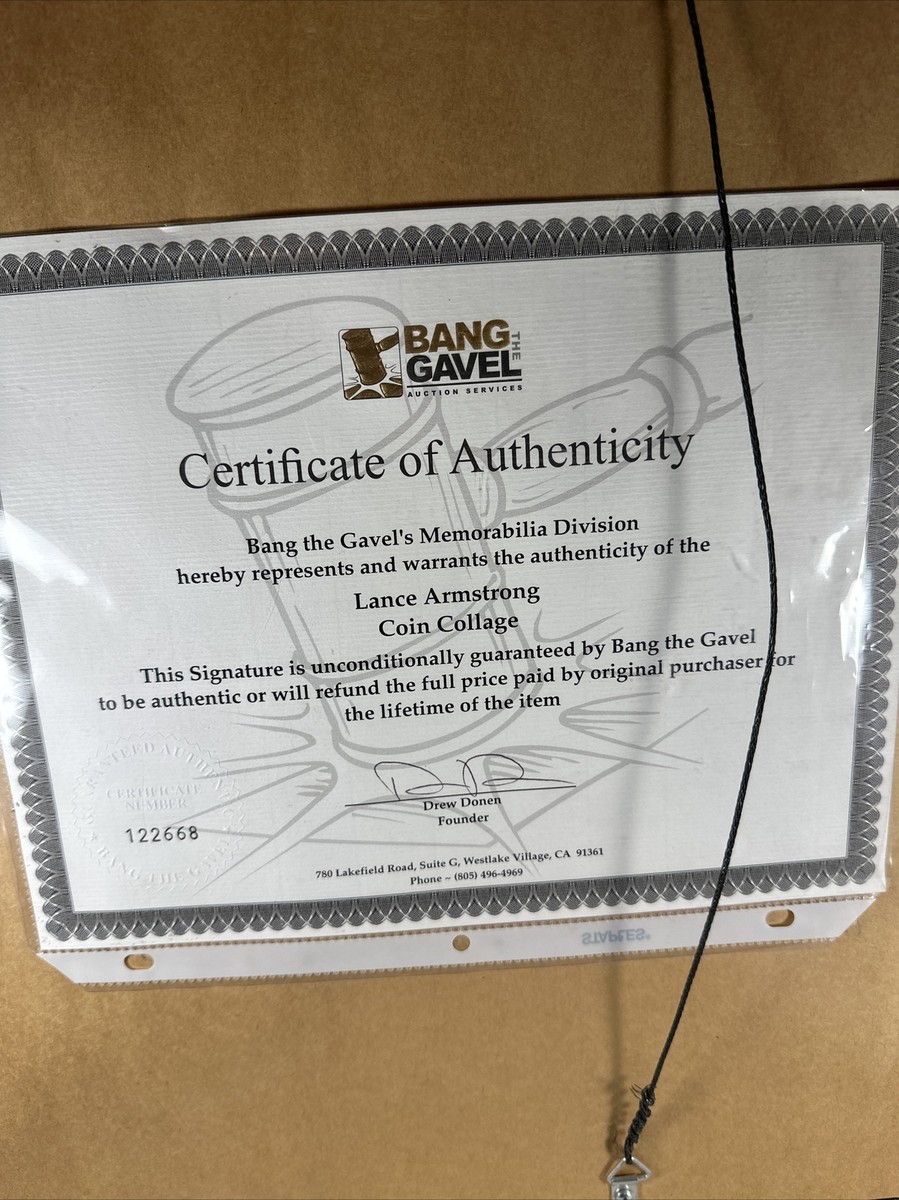 BANG THE
GAVEL
AUCTION SERVICES
Certificate of Authenticity
Bang the Gavel's Memorabilia Division
hereby represents and warrants the authenticity of the
Lance Armstrong
Coin Collage
This Signature is unconditionally guaranteed by Bang the Gavel
to be authentic or will refund the full price paid by original purchaser for
the lifetime of the item
Drew Donen
Founder
CERTIFICATE
NUMBER
122668
BANG THE GAVEL
780 Lakefield Road, Suite G, Westlake Village, CA 91361
Phone ~ (805) 496-4969
STAPLES